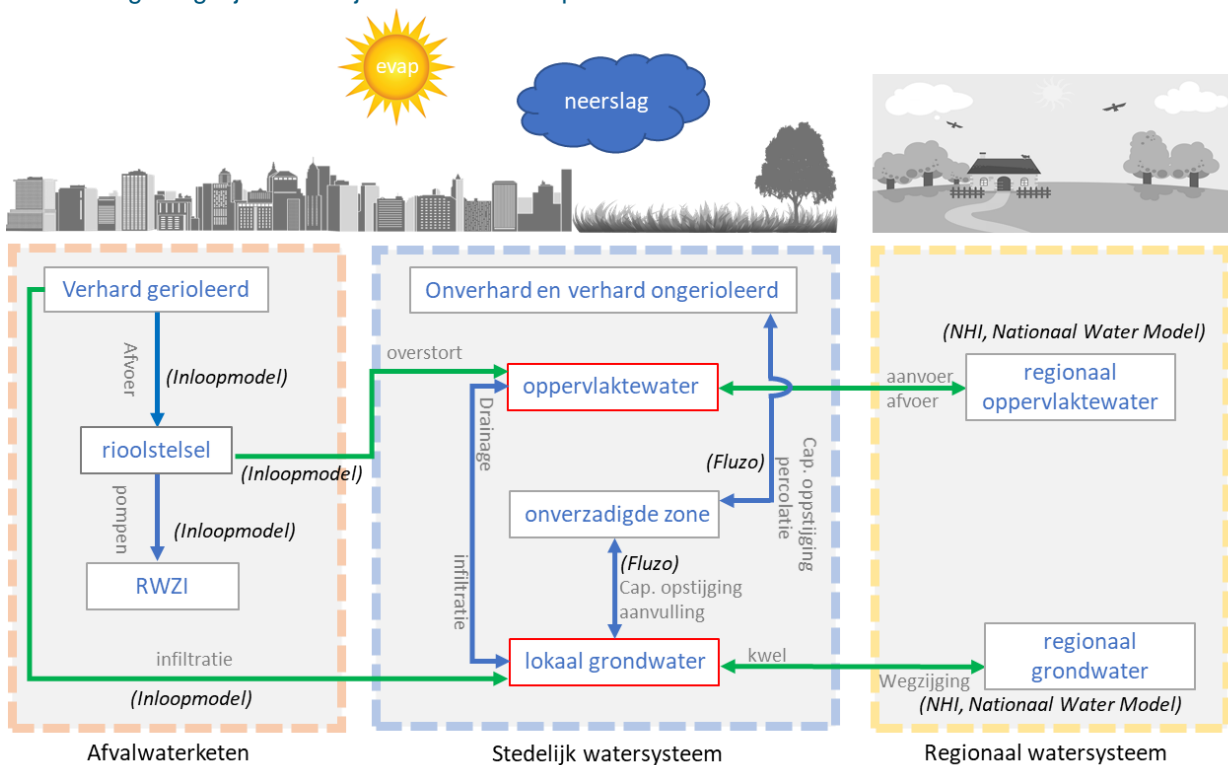 evap
neerslag
Verhard gerioleerd
Onverhard en verhard ongerioleerd
(NHI, Nationaal Water Model)
Afvoer
(Inloopmodel)
overstort
oppervlaktewater
aanvoer
afvoer
regionaal
oppervlaktewater
rioolstelsel
(Inloopmodel)
Drainage
(Fluzo)
Cap. oppstijging
percolatie
pompen
(Inloopmodel)
onverzadigde zone
RWZI
infiltratie
(Fluzo)
Cap. opstijging
aanvulling
infiltratie
(Inloopmodel)
lokaal grondwater
kwel
Wegzijging
regionaal
grondwater
(NHI, Nationaal Water Model)
Afvalwaterketen
Stedelijk watersysteem
Regionaal watersysteem